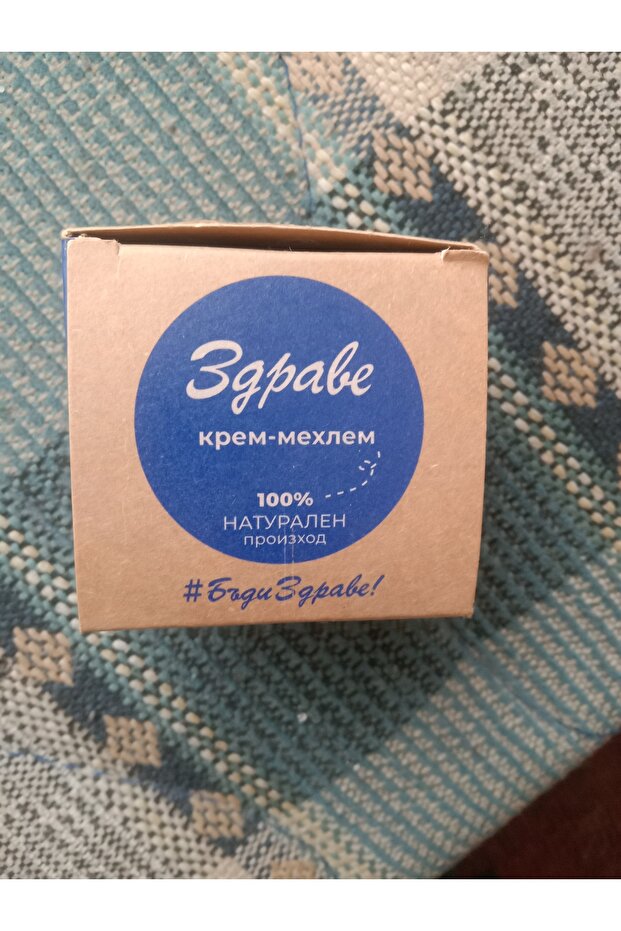 Здраве
крем-мехлем
100%
НАТУРАЛЕН
произход
#БъдиЗдраве!